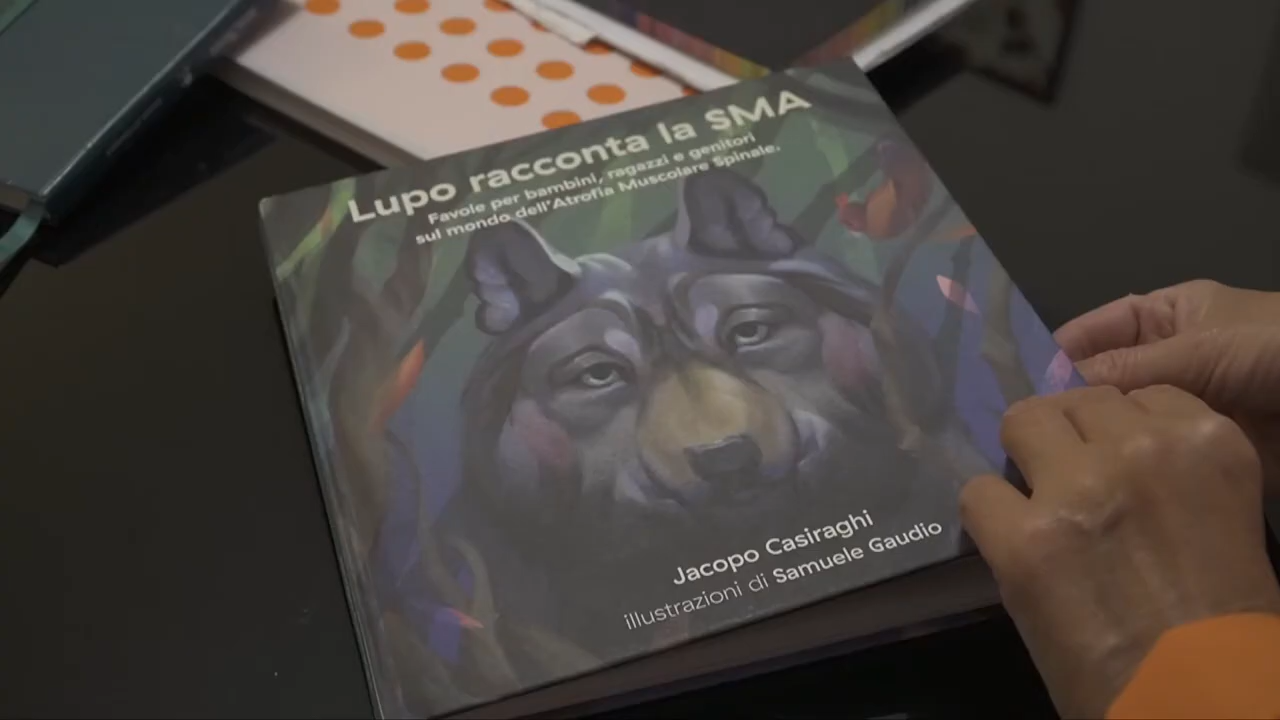 Lupo racconta la SMA
Favole per bambini, ragazzi e genitori
sul mondo dell'Atrofia Muscolare Spinale.
Jacopo Casiraghi
illustrazioni di Samuele Gaudio